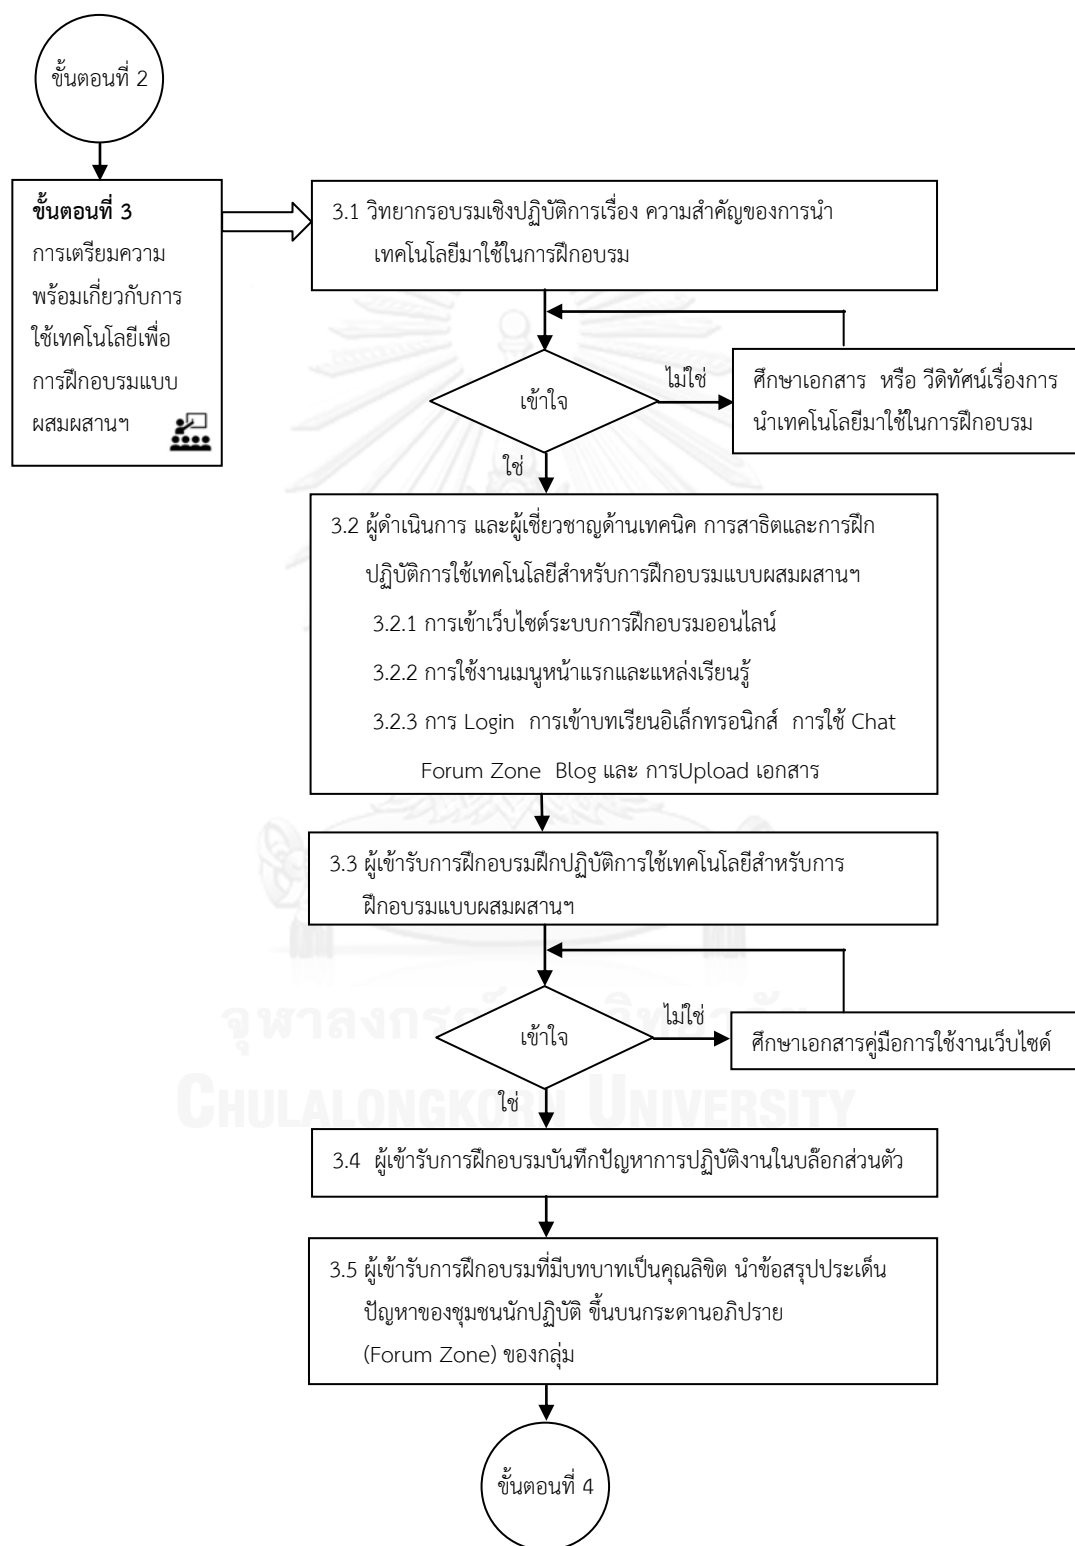 ขั้นตอนที่ 2
ขั้นตอนที่ 3
การเตรียมความ
พร้อมเกี่ยวกับการ
ใช้เทคโนโลยีเพื่อ
การฝึกอบรมแบบ
ผสมผสานฯ
3.1 วิทยากรอบรมเชิงปฏิบัติการเรื่อง ความสำคัญของการนำ
เทคโนโลยีมาใช้ในการฝึกอบรม
เข้าใจ
ไม่ใช่
ศึกษาเอกสาร หรือ วีดิทัศน์เรื่องการ
นำเทคโนโลยีมาใช้ในการฝึกอบรม
ใช่
3.2 ผู้ดำเนินการ และผู้เชี่ยวชาญด้านเทคนิค การสาธิตและการฝึก
ปฏิบัติการใช้เทคโนโลยีสำหรับการฝึกอบรมแบบผสมผสานฯ
3.2.1 การเข้าเว็บไซต์ระบบการฝึกอบรมออนไลน์
3.2.2 การใช้งานเมนูหน้าแรกและแหล่งเรียนรู้
3.2.3 การ Login การเข้าบทเรียนอิเล็กทรอนิกส์ การใช้ Chat
Forum Zone Blog และ การUpload เอกสาร
3.3 ผู้เข้ารับการฝึกอบรมฝึกปฏิบัติการใช้เทคโนโลยีสำหรับการ
ฝึกอบรมแบบผสมผสานฯ
เข้าใจ
ไม่ใช่
ศึกษาเอกสารคู่มือการใช้งานเว็บไซด์
ใช่
CHULALONGKORN UNIVERSITY
3.4 ผู้เข้ารับการฝึกอบรมบันทึกปัญหาการปฏิบัติงานในบล๊อกส่วนตัว
3.5 ผู้เข้ารับการฝึกอบรมที่มีบทบาทเป็นคุณลิขิต นำข้อสรุปประเด็น
ปัญหาของชุมชนนักปฏิบัติ ขึ้นบนกระดานอภิปราย
(Forum Zone) ของกลุ่ม
ขั้นตอนที่ 4